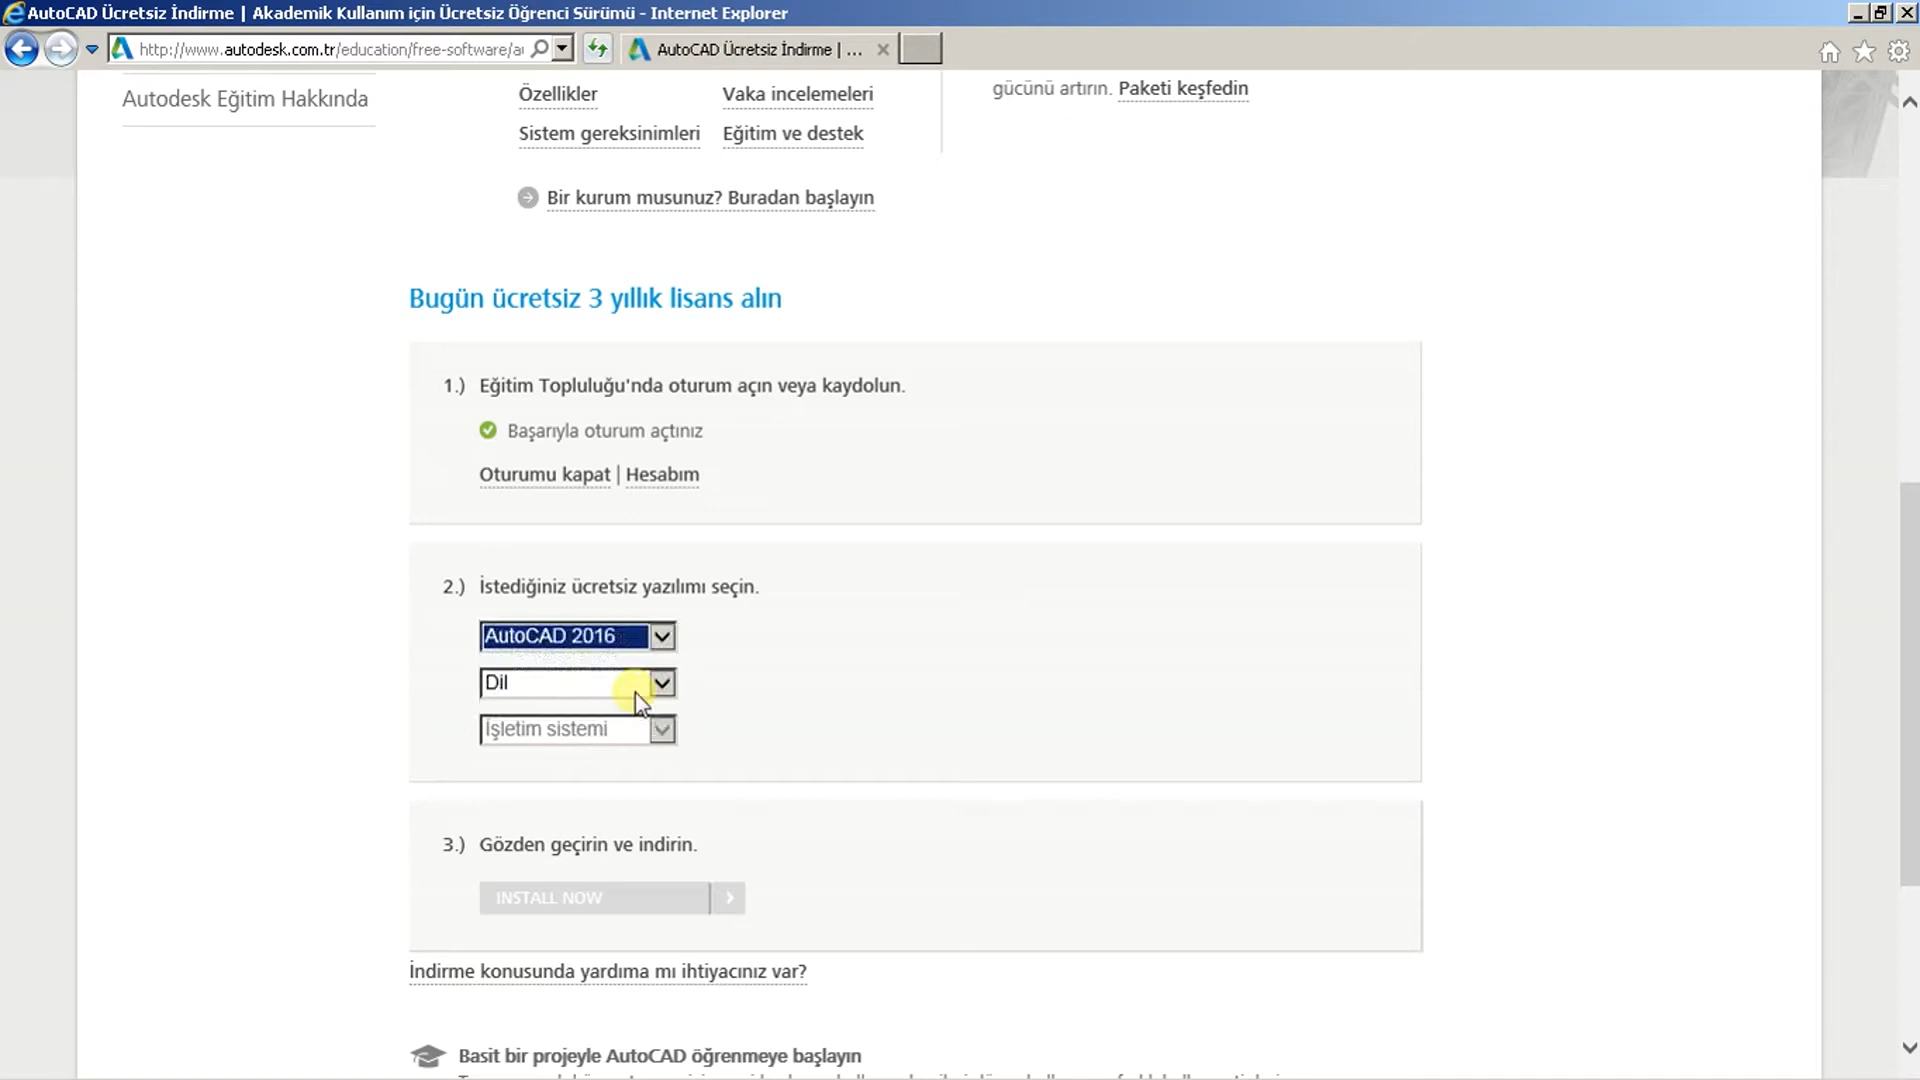 AutoCAD Ücretsiz İndirme | Akademik Kullanım için Ücretsiz Öğrenci Sürümü - Internet Explorer
http://www.autodesk.com.tr/education/free-software/au
AutoCAD Ücretsiz İndirme | ...
Autodesk Eğitim Hakkında
Özellikler
Vaka incelemeleri
gücünü artırın. Paketi keşfedin
Sistem gereksinimleri
Eğitim ve destek
Bir kurum musunuz? Buradan başlayın
Bugün ücretsiz 3 yıllık lisans alın
1.) Eğitim Topluluğu'nda oturum açın veya kaydolun.
Başarıyla oturum açtınız
Oturumu kapat | Hesabım
2.) İstediğiniz ücretsiz yazılımı seçin.
AutoCAD 2016
Dil
İşletim sistemi
3.) Gözden geçirin ve indirin.
INSTALL NOW
İndirme konusunda yardıma mı ihtiyacınız var?
Basit bir projeyle AutoCAD öğrenmeye başlayın